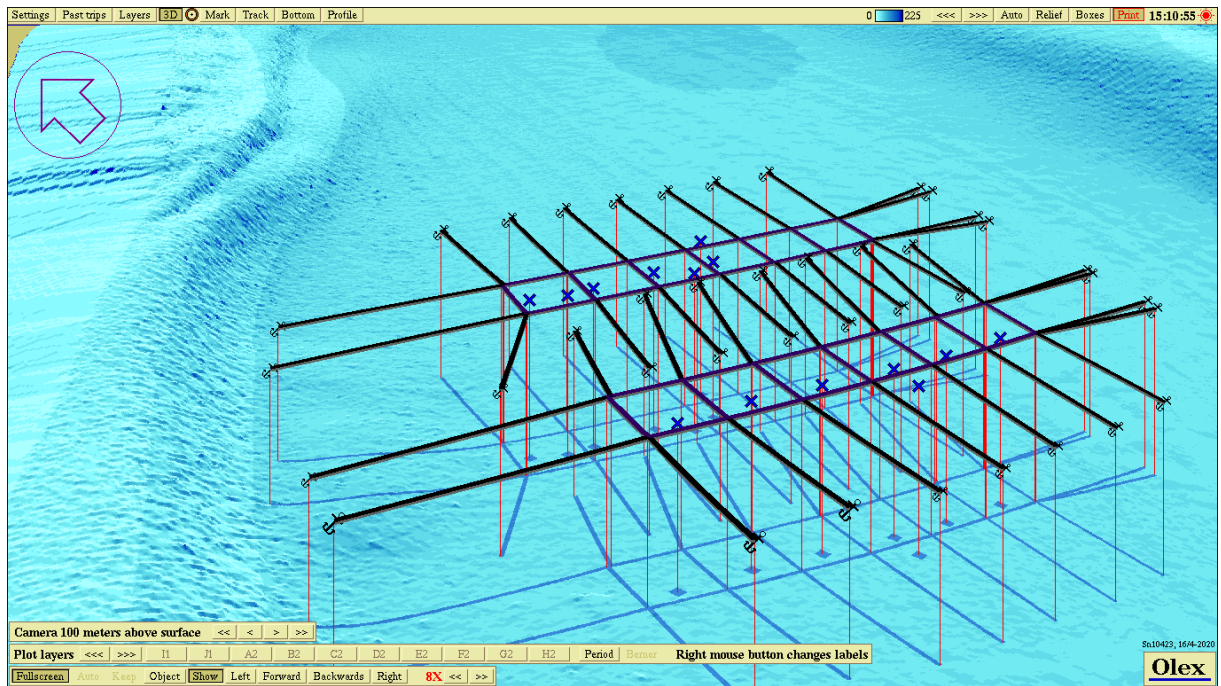 Settings Past trips Layers 3D Mark Track Bottom Profile 0 225 <<< >>> Auto Relief Boxes Print 15:10:55
Camera 100 meters above surface << < > >>
Plot layers <<< >>> I1 J1 A2 B2 C2 D2 E2 F2 G2 H2 Period Berner Right mouse button changes labels
Sn10423, 16/4-2020
Fullscreen Auto Keep Object Show Left Forward Backwards Right 8X << >>
Olex